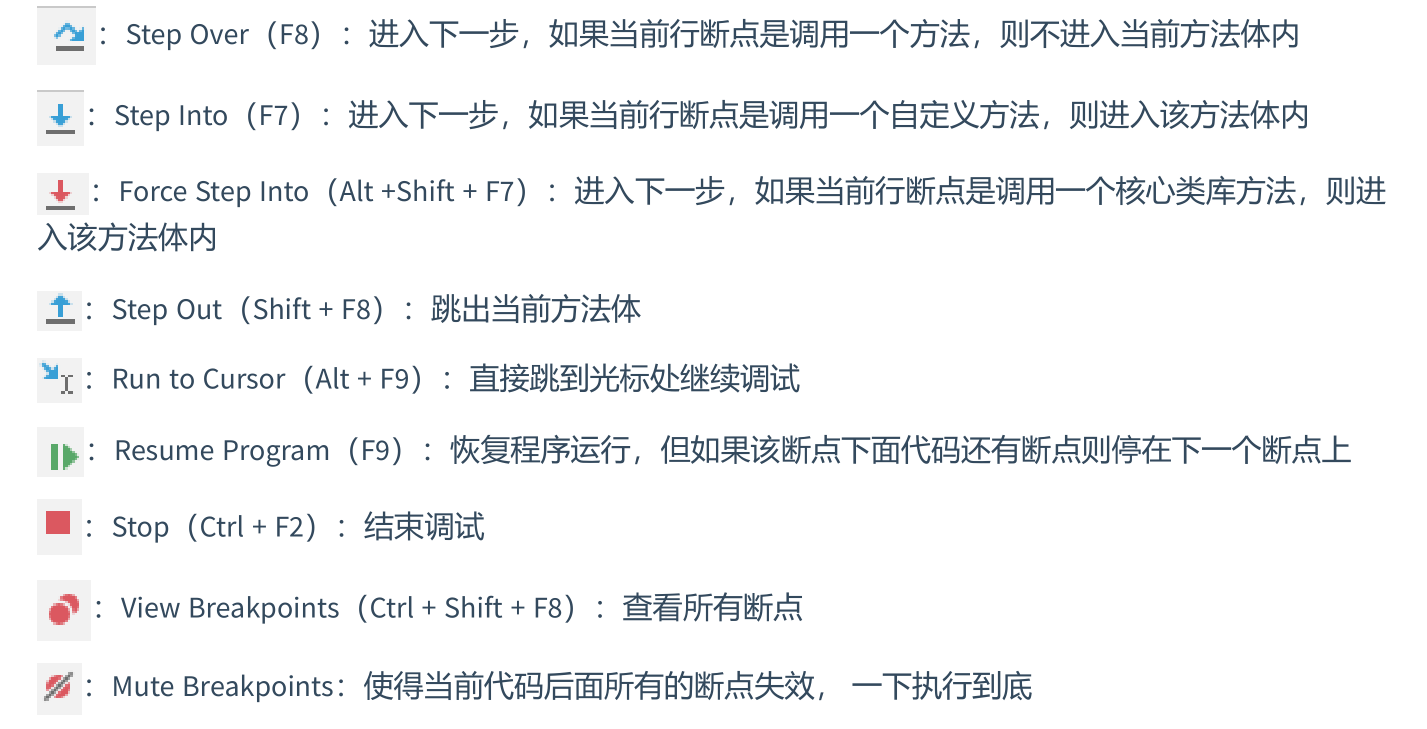 ：Step Over（F8）：进入下一步，如果当前行断点是调用一个方法，则不进入当前方法体内
：Step Into（F7）：进入下一步，如果当前行断点是调用一个自定义方法，则进入该方法体内
：Force Step Into（Alt +Shift + F7）：进入下一步，如果当前行断点是调用一个核心类库方法，则进
入该方法体内
：Step Out（Shift + F8）：跳出当前方法体
：Run to Cursor（Alt + F9）：直接跳到光标处继续调试
：Resume Program（F9）：恢复程序运行，但如果该断点下面代码还有断点则停在下一个断点上
：Stop（Ctrl + F2）：结束调试
：View Breakpoints（Ctrl + Shift + F8）：查看所有断点
：Mute Breakpoints：使得当前代码后面所有的断点失效， 一下执行到底